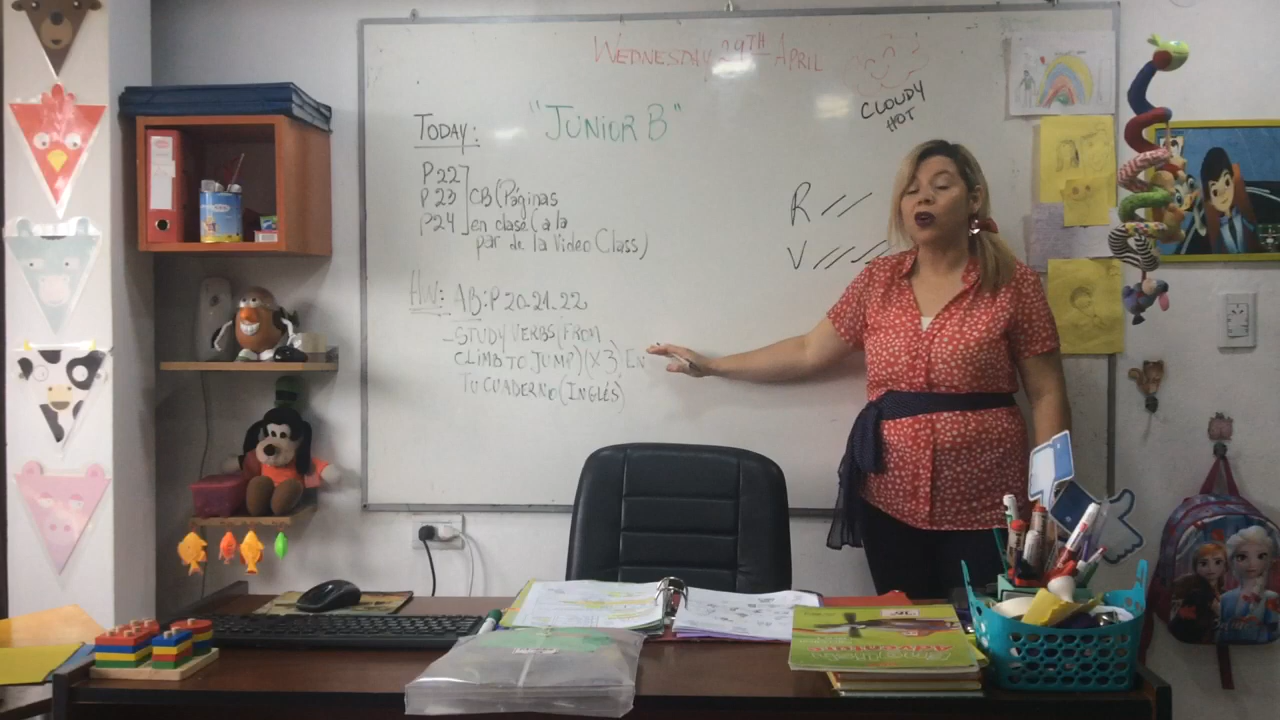 WEDNESDAY 29TH APRIL
CLOUDY
HOT
"JUNIOR B"
TODAY:
P22
P23 CB (Páginas
P24 en clase (a la
par de la Video Class)
R
V
HW: AB: P 20-21-22
- STUDY VERBS (FROM
CLIMB TO JUMP) (X3) EN
TU CUADERNO (INGLÉS)